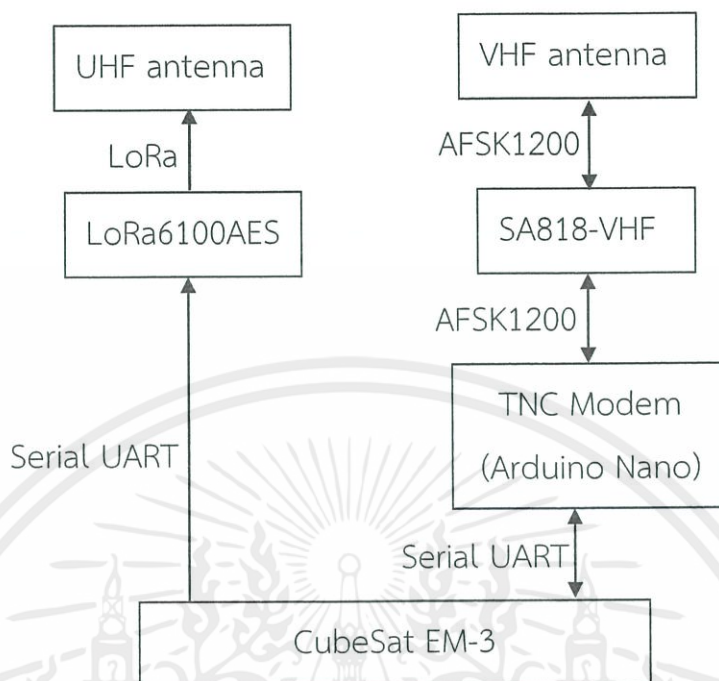 UHF antenna
VHF antenna
LoRa
AFSK1200
LoRa6100AES
SA818-VHF
AFSK1200
TNC Modem
(Arduino Nano)
Serial UART
Serial UART
CubeSat EM-3